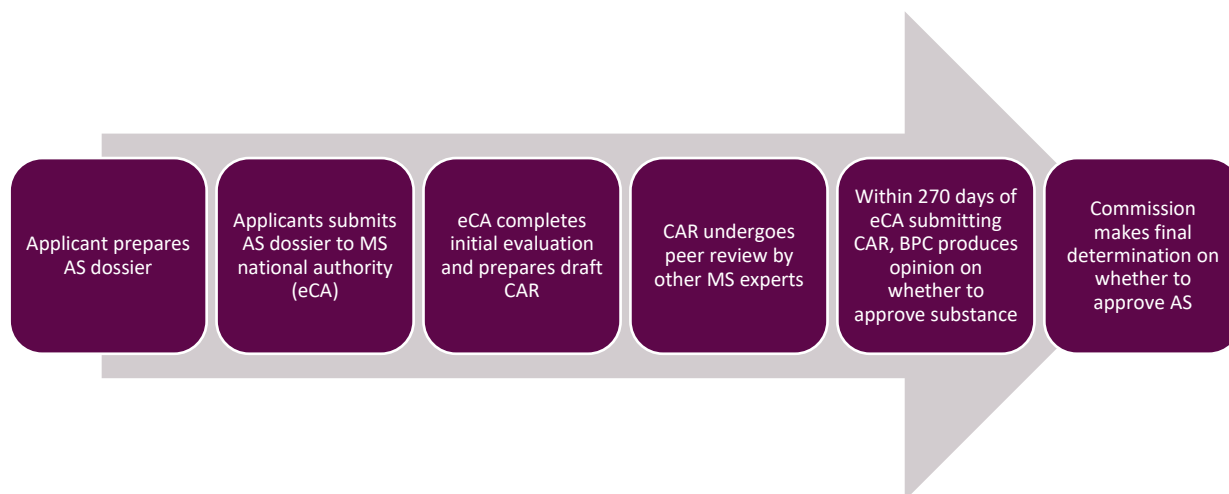 Applicant prepares
AS dossier
Applicants submits
AS dossier to MS
national authority
(eCA)
eCA completes
initial evaluation
and prepares draft
CAR
CAR undergoes
peer review by
other MS experts
Within 270 days of
eCA submitting
CAR, BPC produces
opinion on
whether to
approve substance
Commission
makes final
determination on
whether to
approve AS